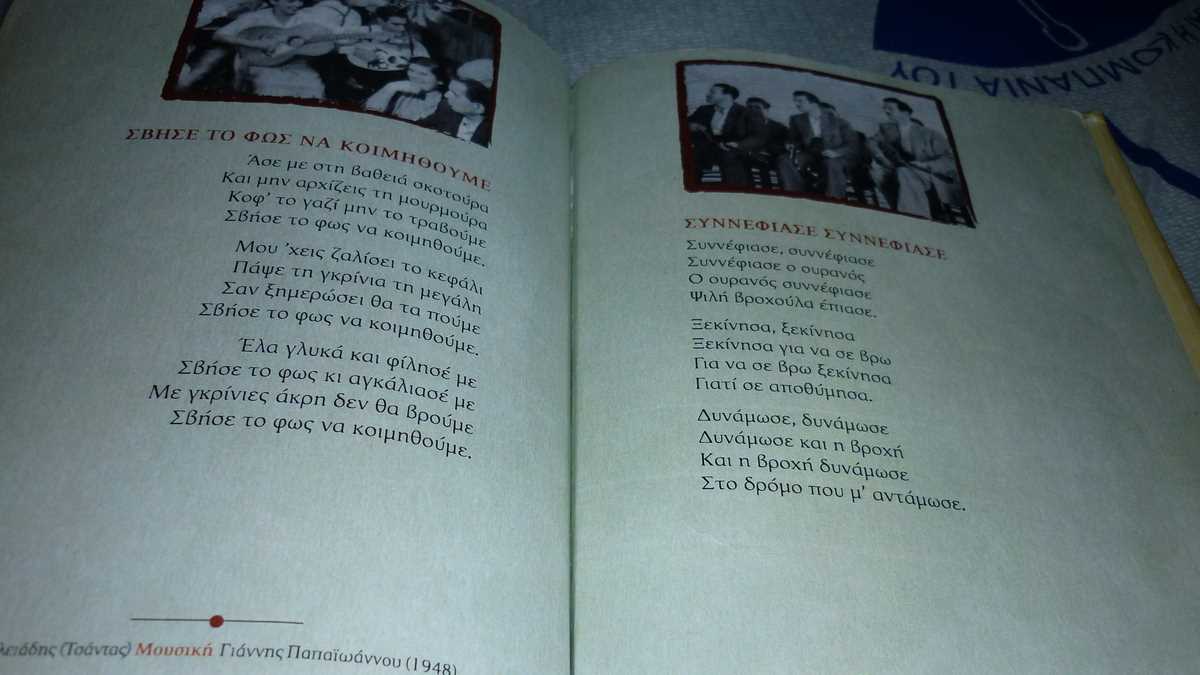 ΣΒΗΣΕ ΤΟ ΦΩΣ ΝΑ ΚΟΙΜΗΘΟΥΜΕ
Άσε με στη βαθειά σκοτούρα
Και μην αρχίζεις τη μουρμούρα
Κοφ' το γαζί μην το τραβούμε
Σβήσε το φως να κοιμηθούμε.
Μου 'χεις ζαλίσει το κεφάλι
Πάψε τη γκρίνια τη μεγάλη
Σαν ξημερώσει θα τα πούμε
Σβήσε το φως να κοιμηθούμε.
Έλα γλυκά και φίλησέ με
Σβήσε το φως κι αγκάλιασέ με
Με γκρίνιες άκρη δεν θα βρούμε
Σβήσε το φως να κοιμηθούμε.
(Τσάντας) Μουσική Γιάννης Παπαϊωάννου (1948)
ΣΥΝΝΕΦΙΑΣΕ ΣΥΝΝΕΦΙΑΣΕ
Συννέφιασε, συννέφιασε
Συννέφιασε ο ουρανός
Ο ουρανός συννέφιασε
Ψιλή βροχούλα έπιασε.
Ξεκίνησα, ξεκίνησα
Ξεκίνησα για να σε βρω
Για να σε βρω ξεκίνησα
Γιατί σε αποθύμησα.
Δυνάμωσε, δυνάμωσε
Δυνάμωσε και η βροχή
Και η βροχή δυνάμωσε
Στο δρόμο που μ' αντάμωσε.
ΚΟΜΠΑΝΙΑ ΤΟΥ